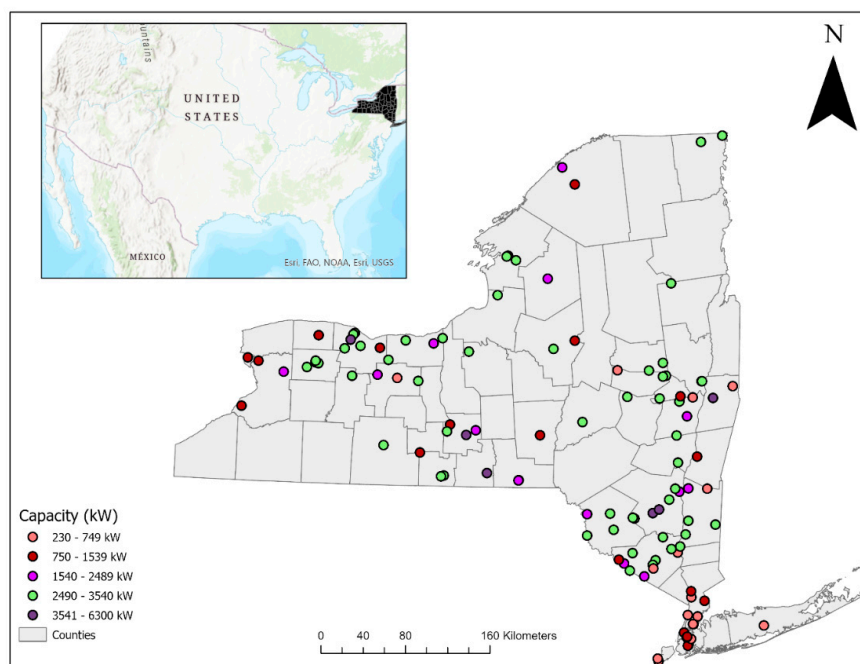 N
Mountains
UNITED
STATES
MÉXICO
Esri, FAO, NOAA, Esri, USGS
Capacity (kW)
230 - 749 kW
750 - 1539 kW
1540 - 2489 kW
2490 - 3540 kW
3541 - 6300 kW
Counties
0 40 80 160 Kilometers